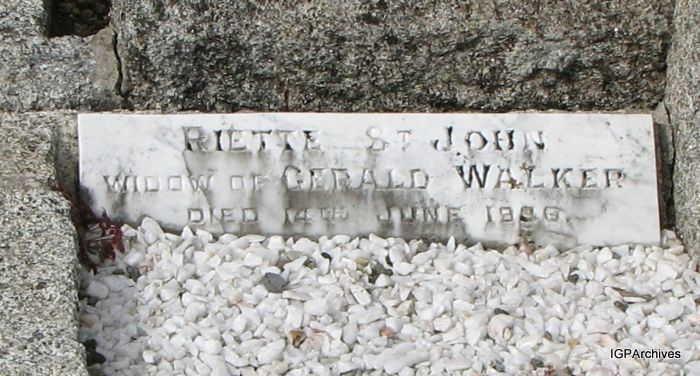 RIETTE ST JOHN
WIDOW OF GERALD WALKER
DIED 14TH JUNE
IGPArchives